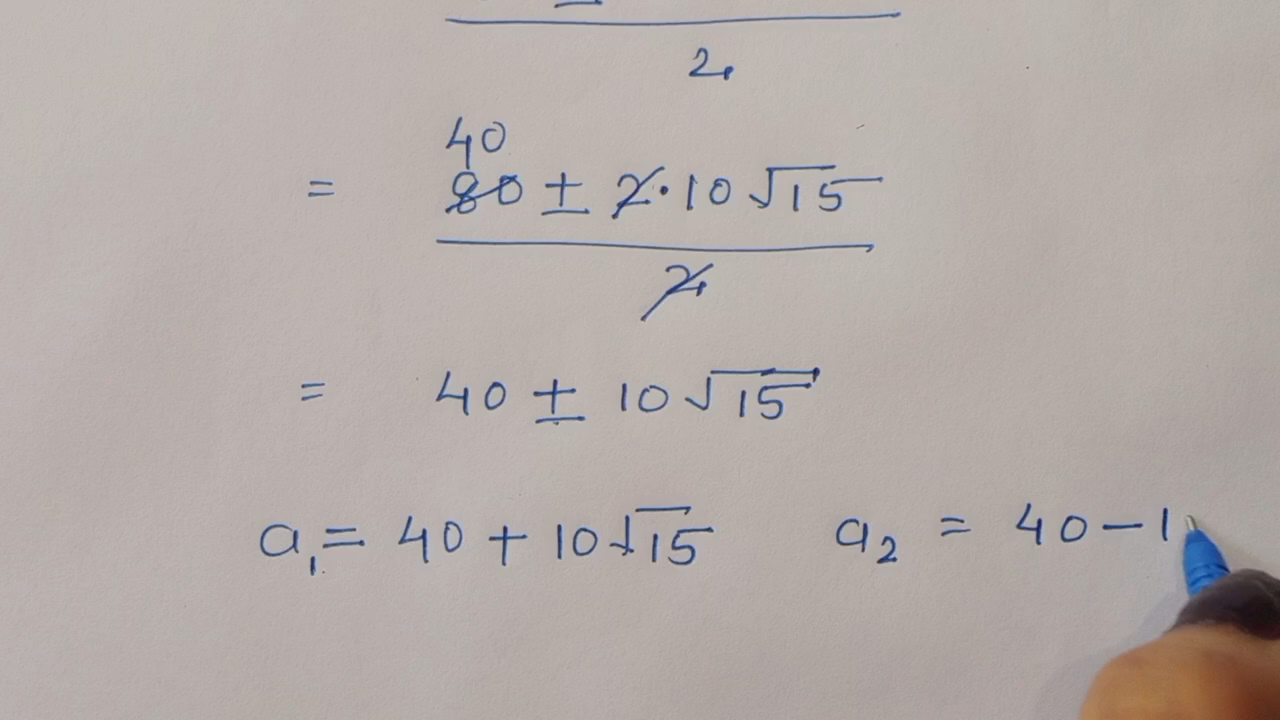 2
40
= 80 ± 2·10√15
2
= 40 ± 10√15
a₁ = 40 + 10√15 a₂ = 40 - 1